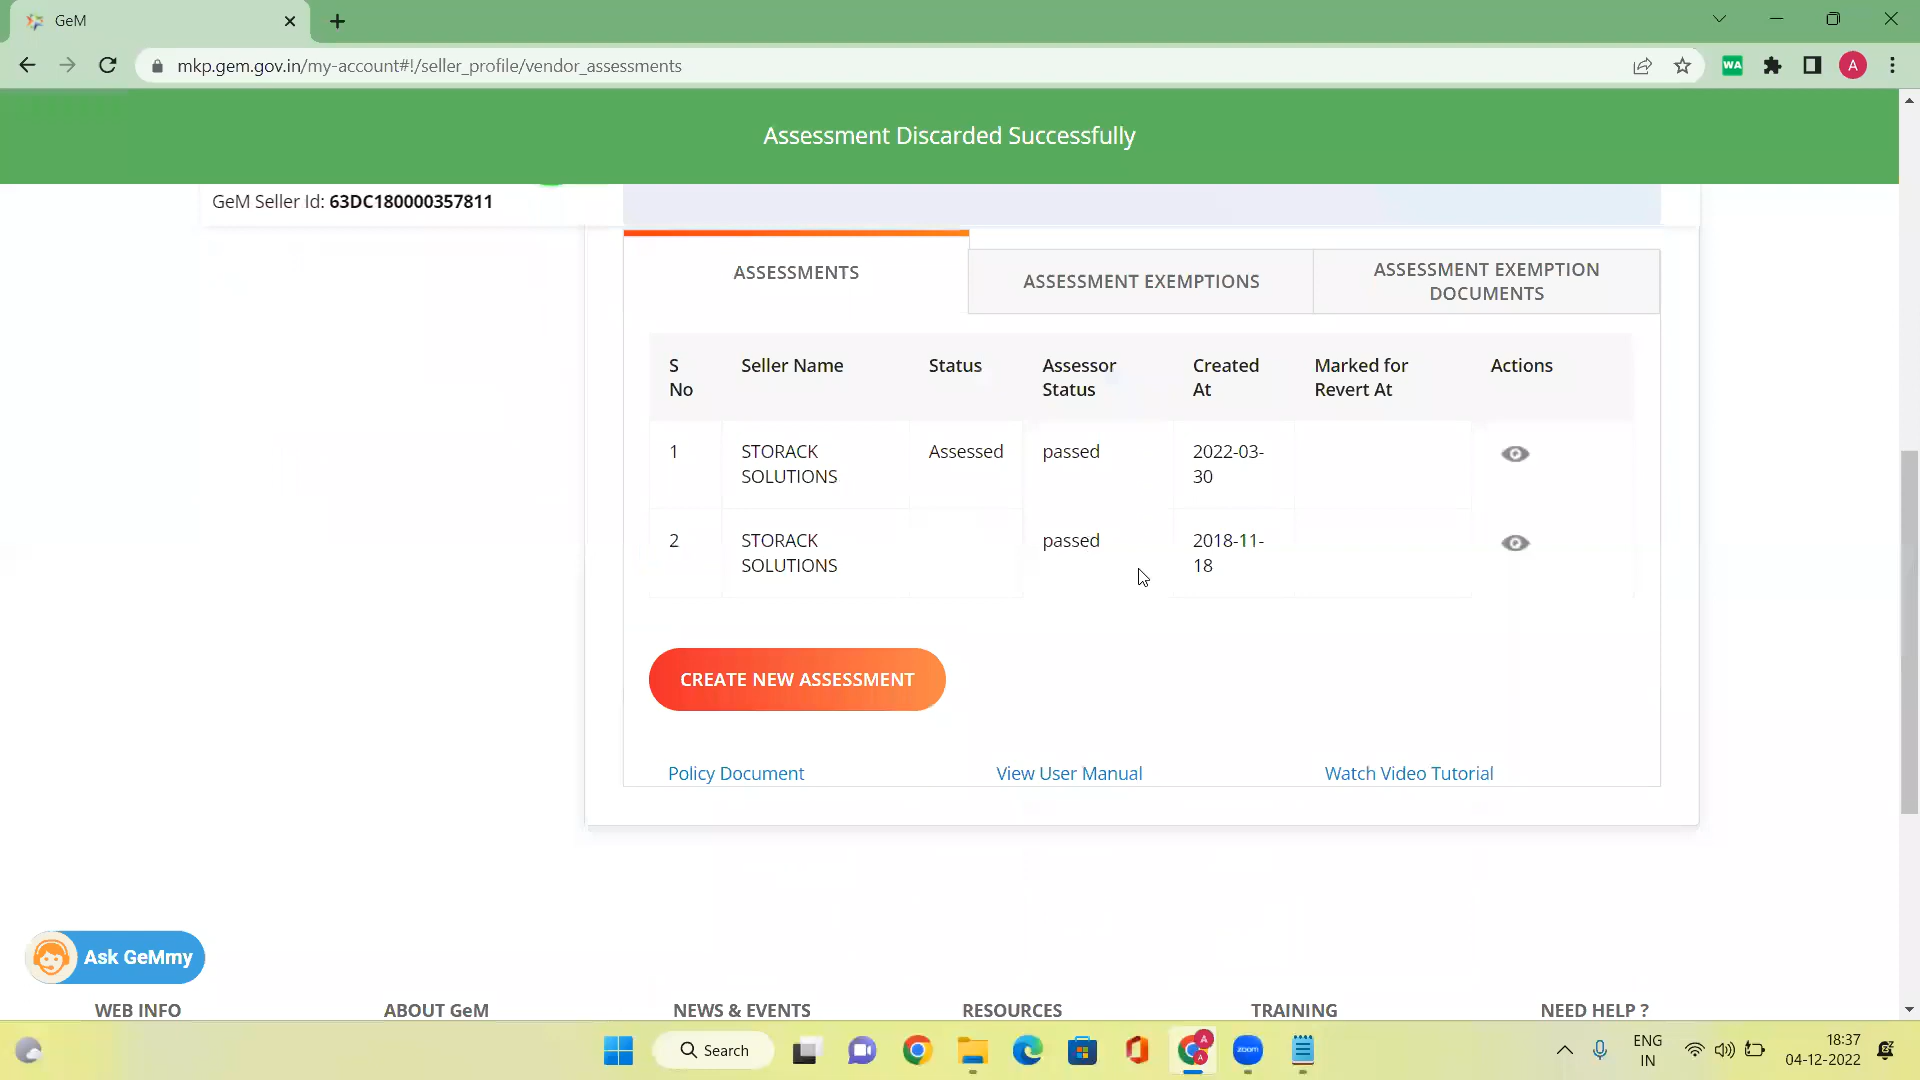 GeM
mkp.gem.gov.in/my-account#!/seller_profile/vendor_assessments
WA
A
Assessment Discarded Successfully
GeM Seller Id: 63DC180000357811
ASSESSMENTS
ASSESSMENT EXEMPTIONS
ASSESSMENT EXEMPTION
DOCUMENTS
S
No
Seller Name
Status
Assessor
Status
Created
At
Marked for
Revert At
Actions
1
STORACK
SOLUTIONS
Assessed
passed
2022-03-
30
2
STORACK
SOLUTIONS
passed
2018-11-
18
CREATE NEW ASSESSMENT
Policy Document
View User Manual
Watch Video Tutorial
Ask GeMmy
WEB INFO
ABOUT GeM
NEWS & EVENTS
RESOURCES
TRAINING
NEED HELP ?
Search
A
A
zoom
ENG
IN
18:37
04-12-2022